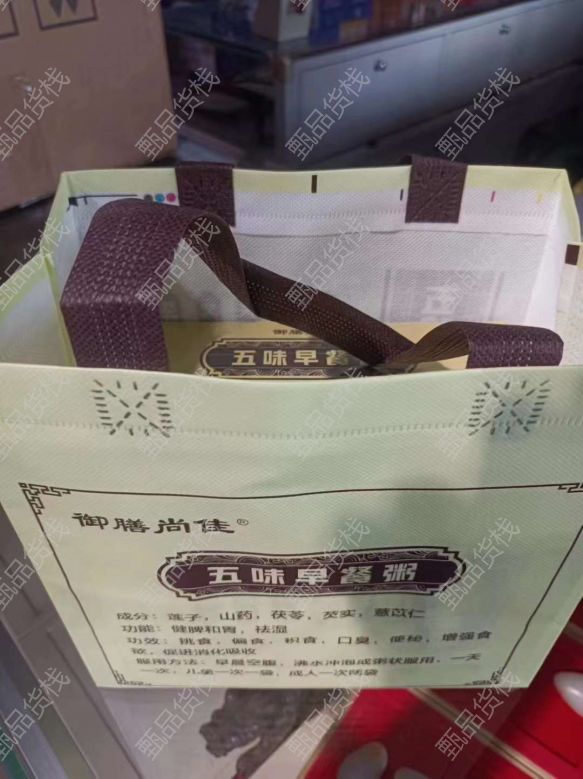 御膳
五味早餐
御膳尚佳®
五味早餐粥
成分：莲子，山药，茯苓，芡实，薏苡仁
功能：健脾和胃，祛湿
功效：挑食，偏食，积食，口臭，便秘，增强食
欲，促进消化吸收
服用方法：早晨空腹，沸水冲泡成粥状服用，一天
一次，儿童一次一袋，成人一次两袋
甄品货栈